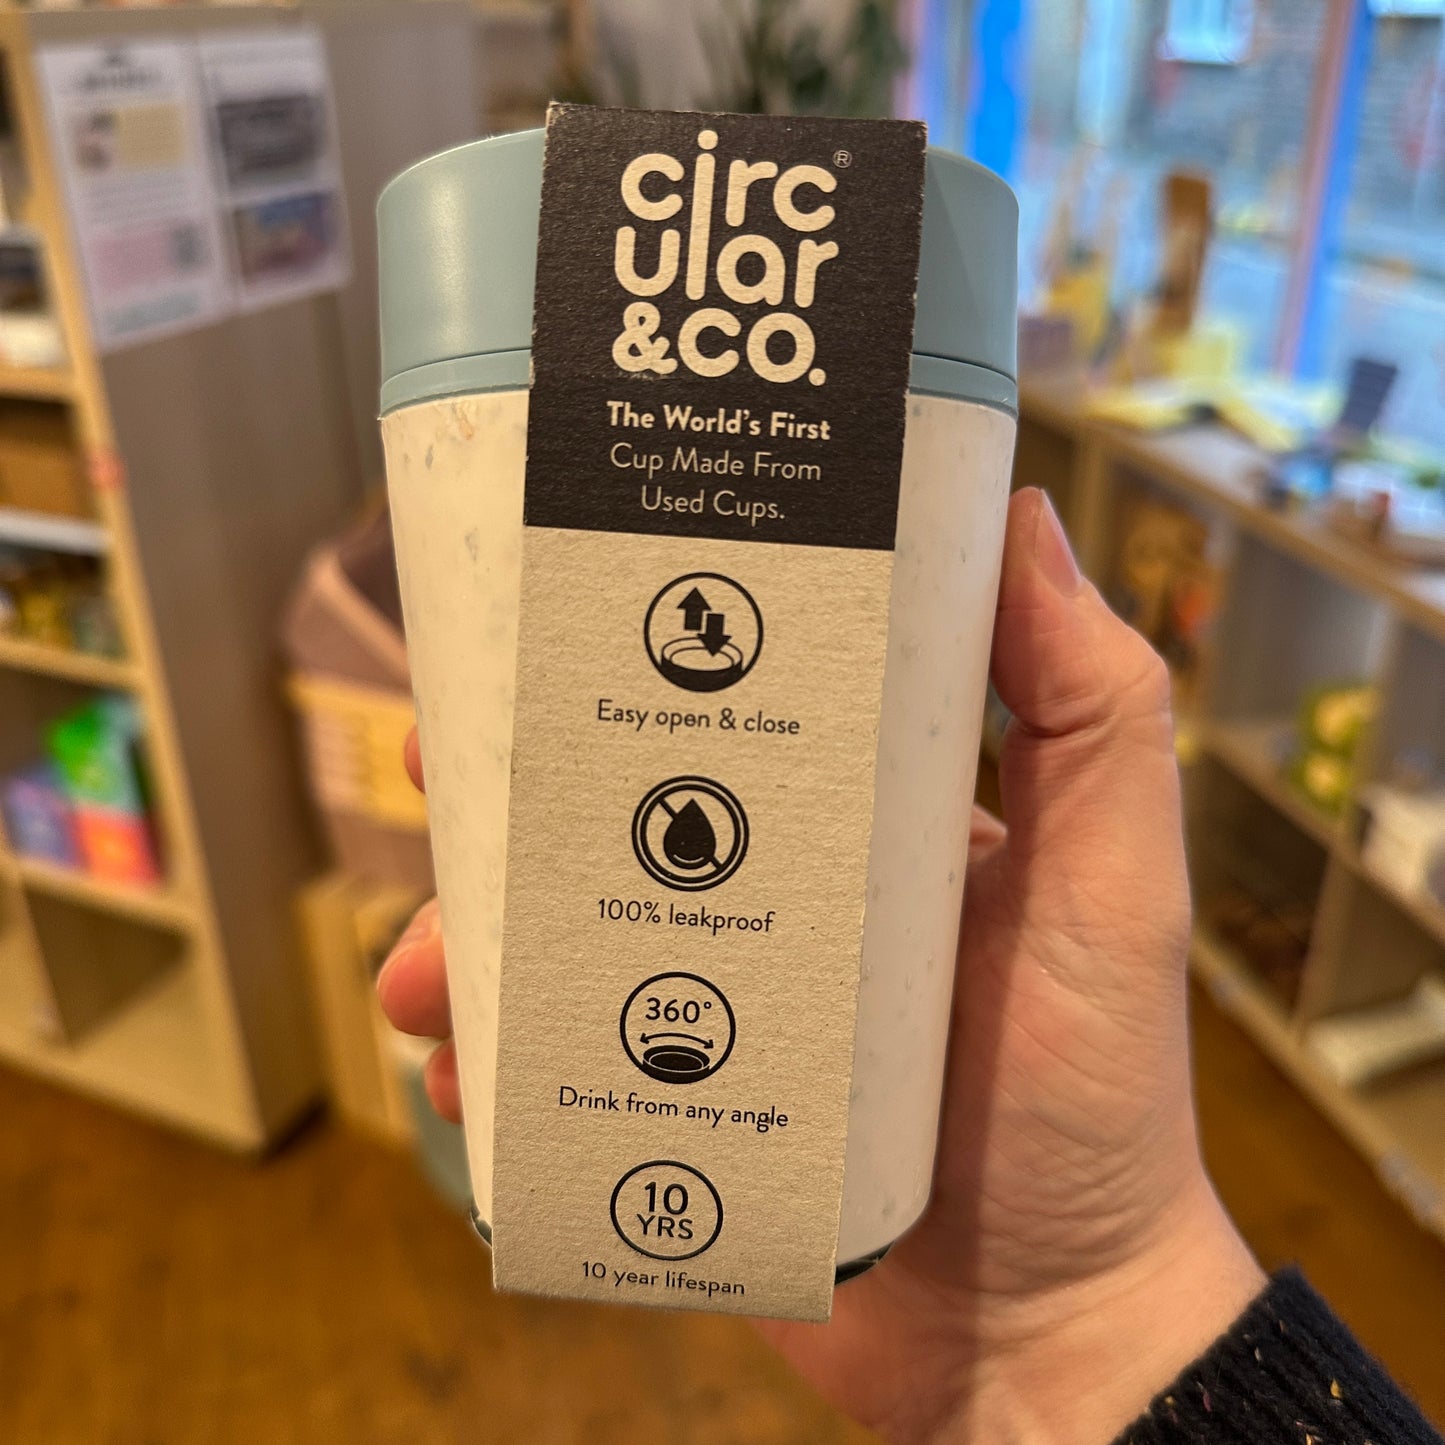 circ®
ular
&co.
The World's First
Cup Made From
Used Cups.
Easy open & close
100% leakproof
360°
Drink from any angle
10
YRS
10 year lifespan